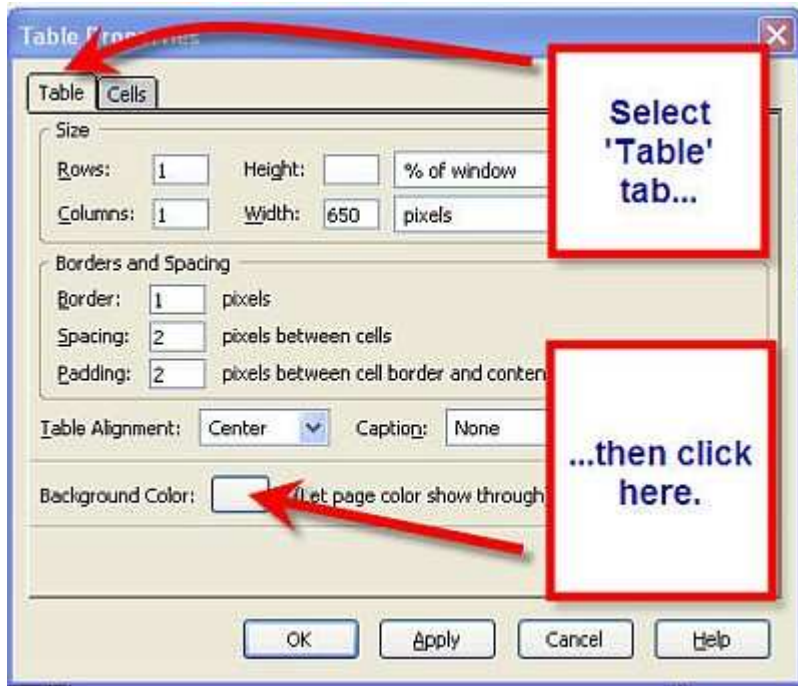 Table Properties
Table Cells
Select
'Table'
tab...
Size
Rows: 1 Height: % of window
Columns: 1 Width: 650 pixels
Borders and Spacing
Border: 1 pixels
Spacing: 2 pixels between cells
Padding: 2 pixels between cell border and conten
Table Alignment: Center Caption: None
...then click
here.
Background Color: (Let page color show through)
OK Apply Cancel Help